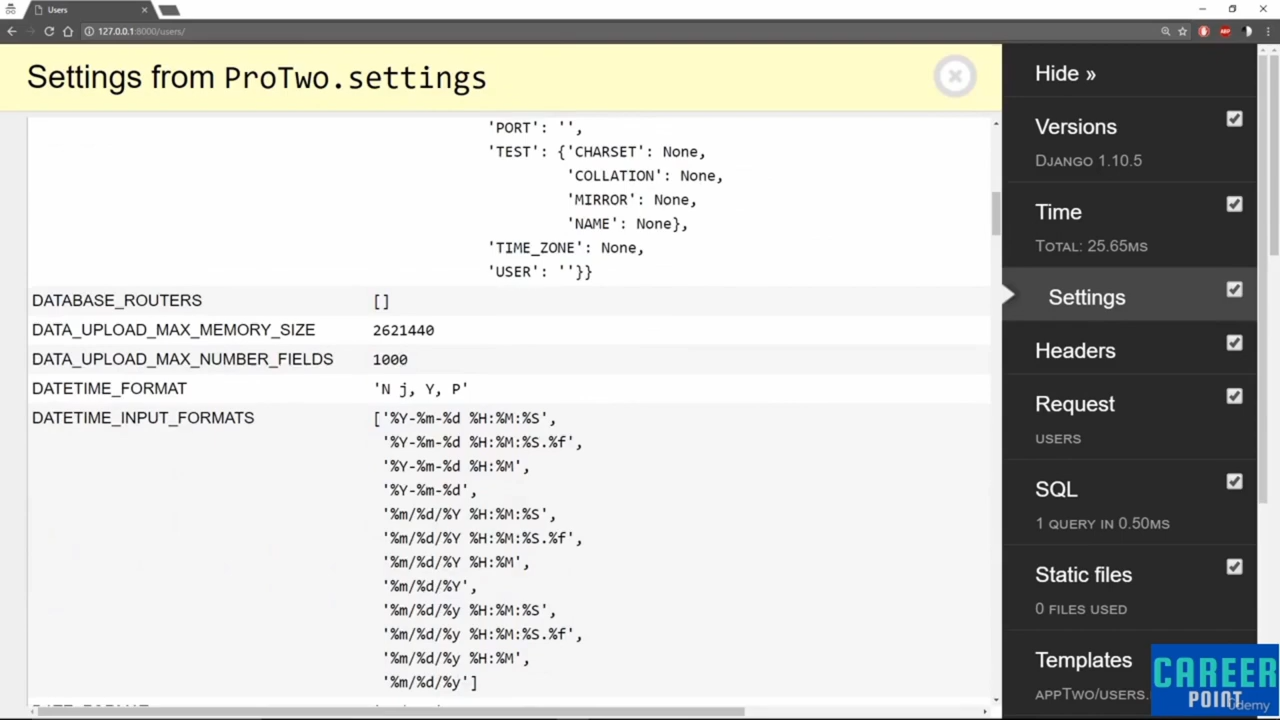 Users
127.0.0.1:8000/users/
Settings from ProTwo.settings
'PORT': '',
'TEST': {'CHARSET': None,
'COLLATION': None,
'MIRROR': None,
'NAME': None},
'TIME_ZONE': None,
'USER': ''}}
DATABASE_ROUTERS []
DATA_UPLOAD_MAX_MEMORY_SIZE 2621440
DATA_UPLOAD_MAX_NUMBER_FIELDS 1000
DATETIME_FORMAT 'N j, Y, P'
DATETIME_INPUT_FORMATS ['%Y-%m-%d %H:%M:%S',
'%Y-%m-%d %H:%M:%S.%f',
'%Y-%m-%d %H:%M',
'%Y-%m-%d',
'%m/%d/%Y %H:%M:%S',
'%m/%d/%Y %H:%M:%S.%f',
'%m/%d/%Y %H:%M',
'%m/%d/%Y',
'%m/%d/%y %H:%M:%S',
'%m/%d/%y %H:%M:%S.%f',
'%m/%d/%y %H:%M',
'%m/%d/%y']
Hide »
Versions
DJANGO 1.10.5
Time
TOTAL: 25.65MS
Settings
Headers
Request
USERS
SQL
1 QUERY IN 0.50MS
Static files
0 FILES USED
Templates
APPTWO/USERS.
CAREER
POINT
Udemy